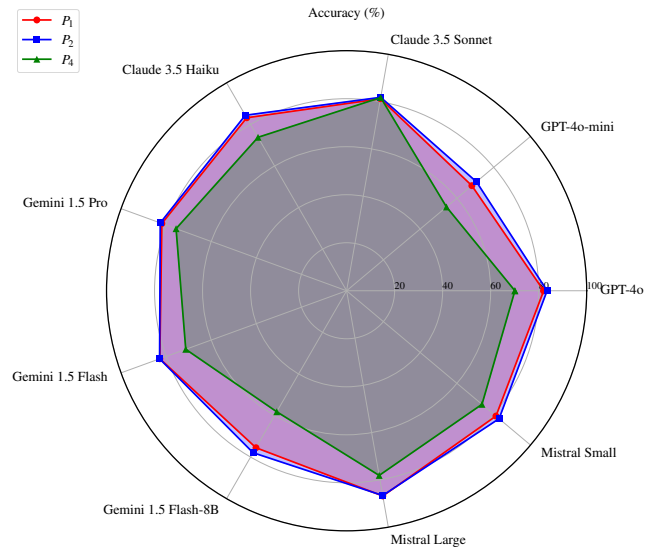 Accuracy (%)
P₁
P₂
P₄
Claude 3.5 Sonnet
Claude 3.5 Haiku
GPT-4o-mini
Gemini 1.5 Pro
20
40
60
80
100
GPT-4o
Gemini 1.5 Flash
Mistral Small
Gemini 1.5 Flash-8B
Mistral Large